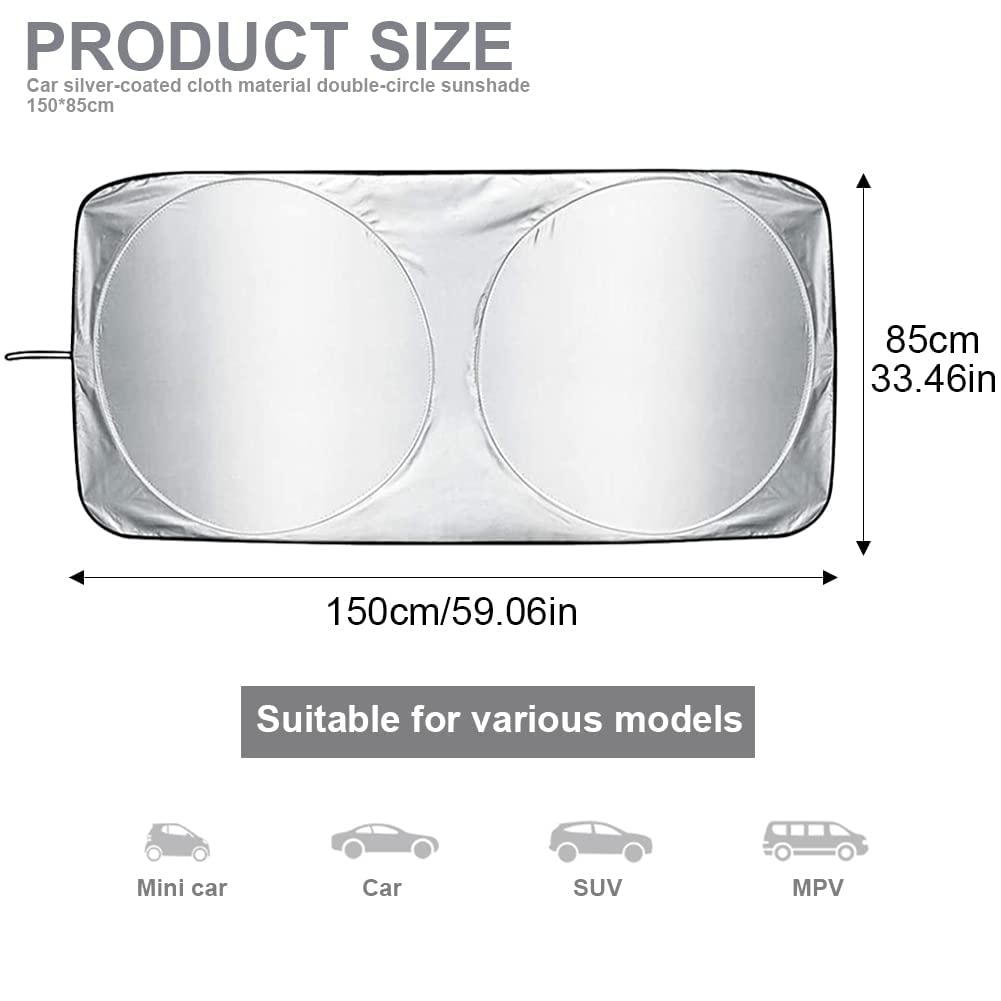 PRODUCT SIZE
Car silver-coated cloth material double-circle sunshade
150*85cm
85cm
33.46in
150cm/59.06in
Suitable for various models
Mini car
Car
SUV
MPV